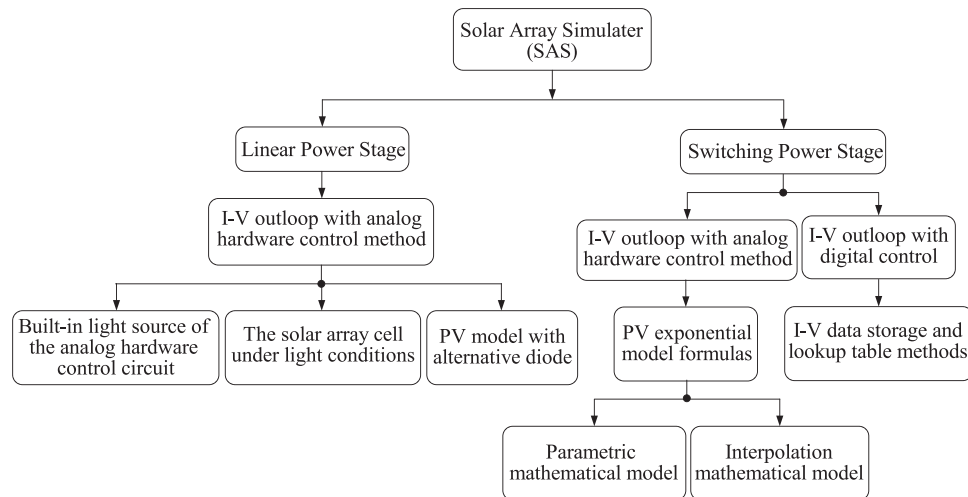 Solar Array Simulater
(SAS)
Linear Power Stage
Switching Power Stage
I-V outloop with analog
hardware control method
I-V outloop with analog
hardware control method
I-V outloop with
digital control
Built-in light source of
the analog hardware
control circuit
The solar array cell
under light conditions
PV model with
alternative diode
PV exponential
model formulas
I-V data storage and
lookup table methods
Parametric
mathematical model
Interpolation
mathematical model